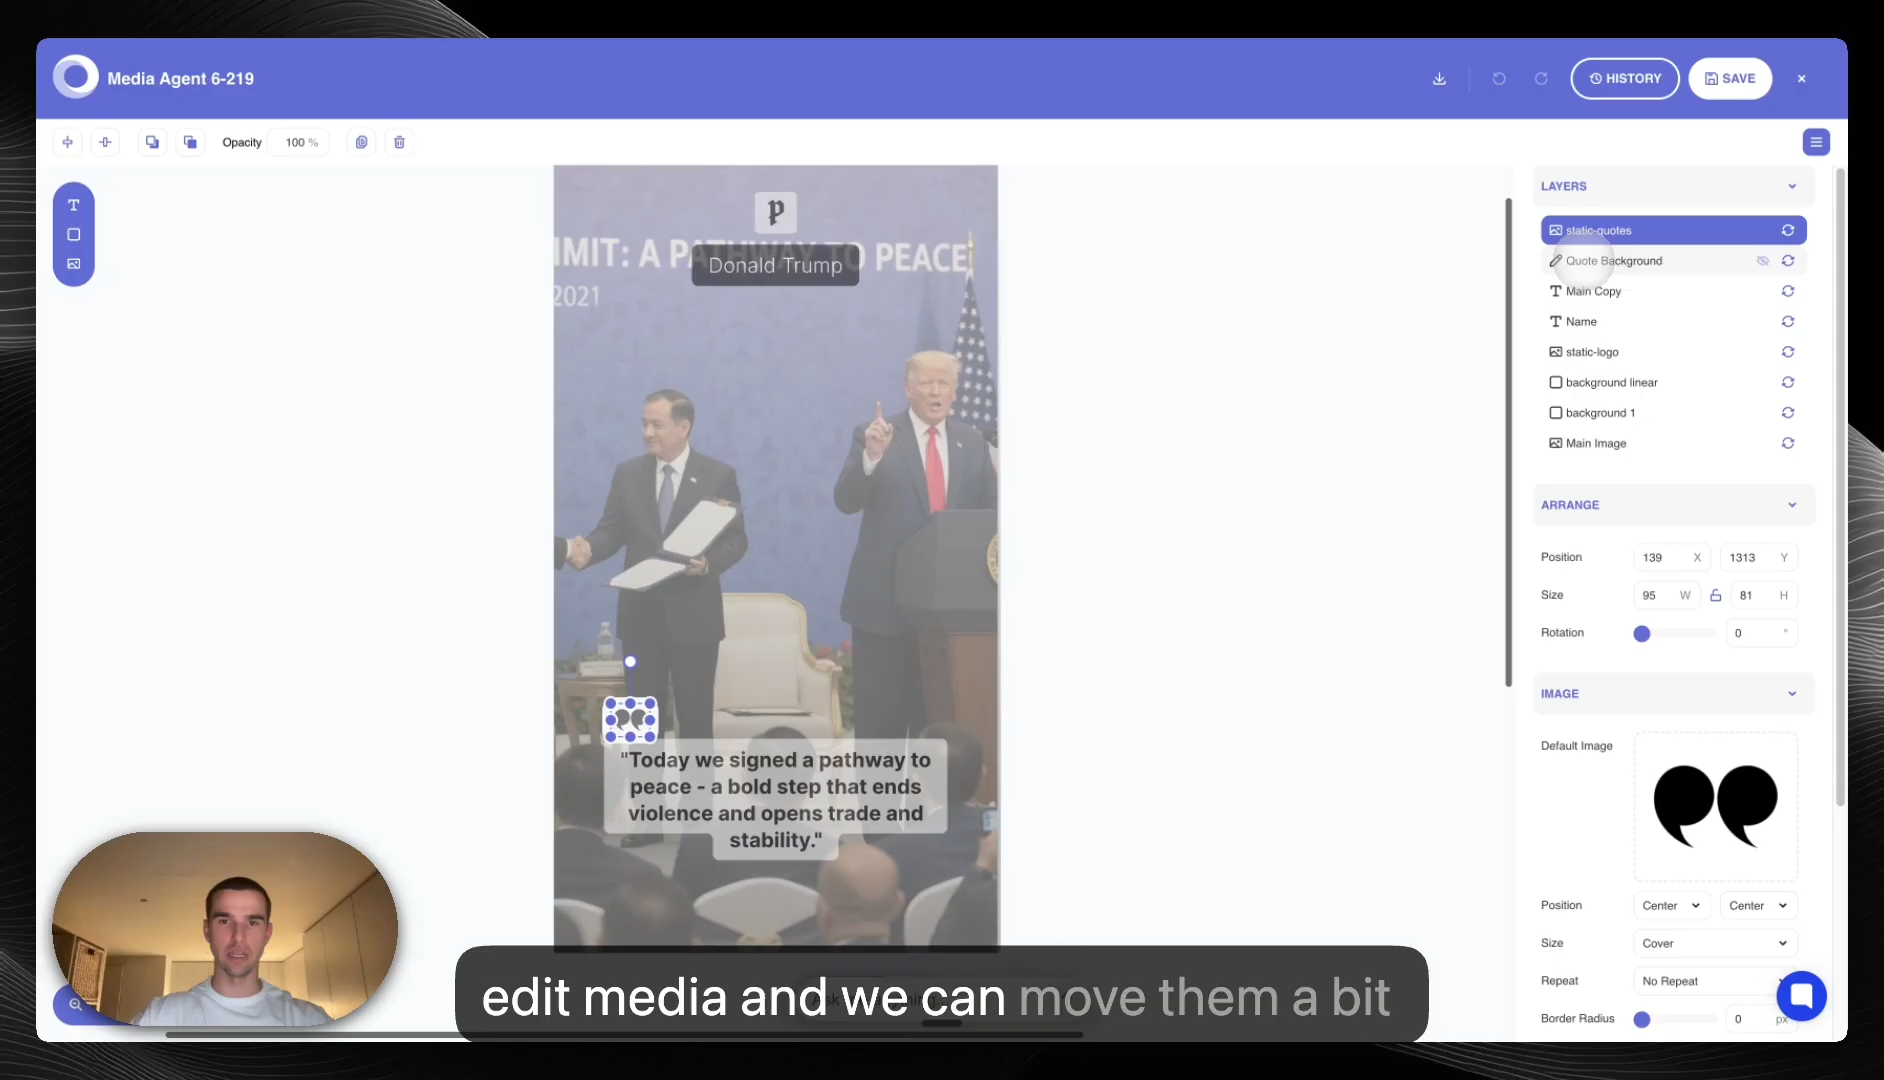 Media Agent 6-219
HISTORY
SAVE
Opacity
100 %
LAYERS
static-quotes
Quote Background
Main Copy
Name
static-logo
background linear
background 1
Main Image
ARRANGE
Position
139 X
1313 Y
Size
95 W
81 H
Rotation
0 °
IMAGE
Default Image
Position
Center
Center
Size
Cover
Repeat
No Repeat
Border Radius
0 px
p
IMIT: A PATHWAY TO PEACE
2021
Donald Trump
"Today we signed a pathway to
peace - a bold step that ends
violence and opens trade and
stability."
edit media and we can move them a bit